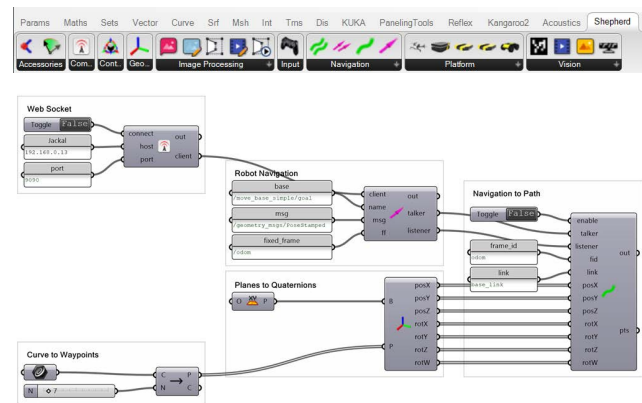 Params Maths Sets Vector Curve Srf Msh Int Trns Dis KUKA PanelingTools Reflex Kangaroo2 Acoustics Shepherd
Accessories Com... Cont... Geo... Image Processing Input Navigation Platform Vision
Web Socket
Toggle False
Jackal
192.168.0.13
port
9090
connect
host
port
out
client
Robot Navigation
base
/move_base_simple/goal
msg
/geometry_msgs/PoseStamped
fixed_frame
/odom
client
name
msg
ff
out
talker
listener
Navigation to Path
Toggle False
frame_id
odom
link
base_link
enable
talker
listener
fid
link
posX
posY
posZ
rotX
rotY
rotZ
rotW
out
pts
Planes to Quaternions
O XY P
B
P
posX
posY
posZ
rotX
rotY
rotZ
rotW
Curve to Waypoints
N 7
C
N
P
C